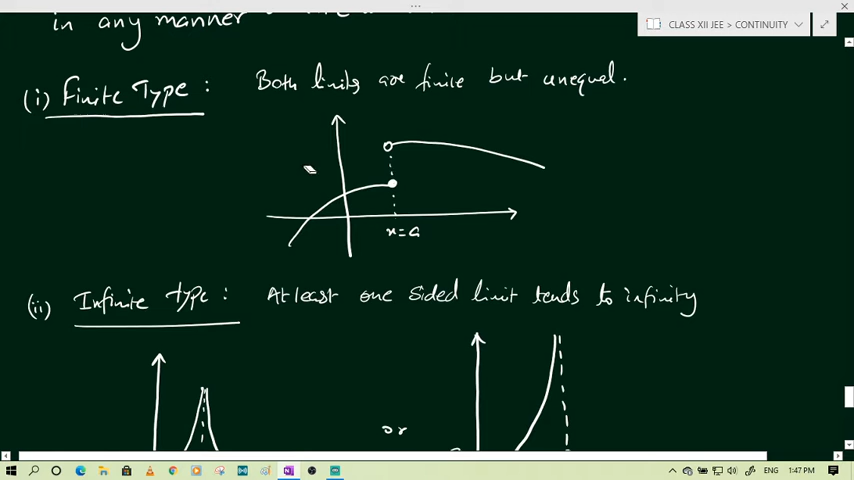 CLASS XII JEE > CONTINUITY
in any manner
(i) Finite Type : Both limits are finite but unequal.
x=a
(ii) Infinite type : Atleast one sided limit tends to infinity
or
ENG 1:47 PM